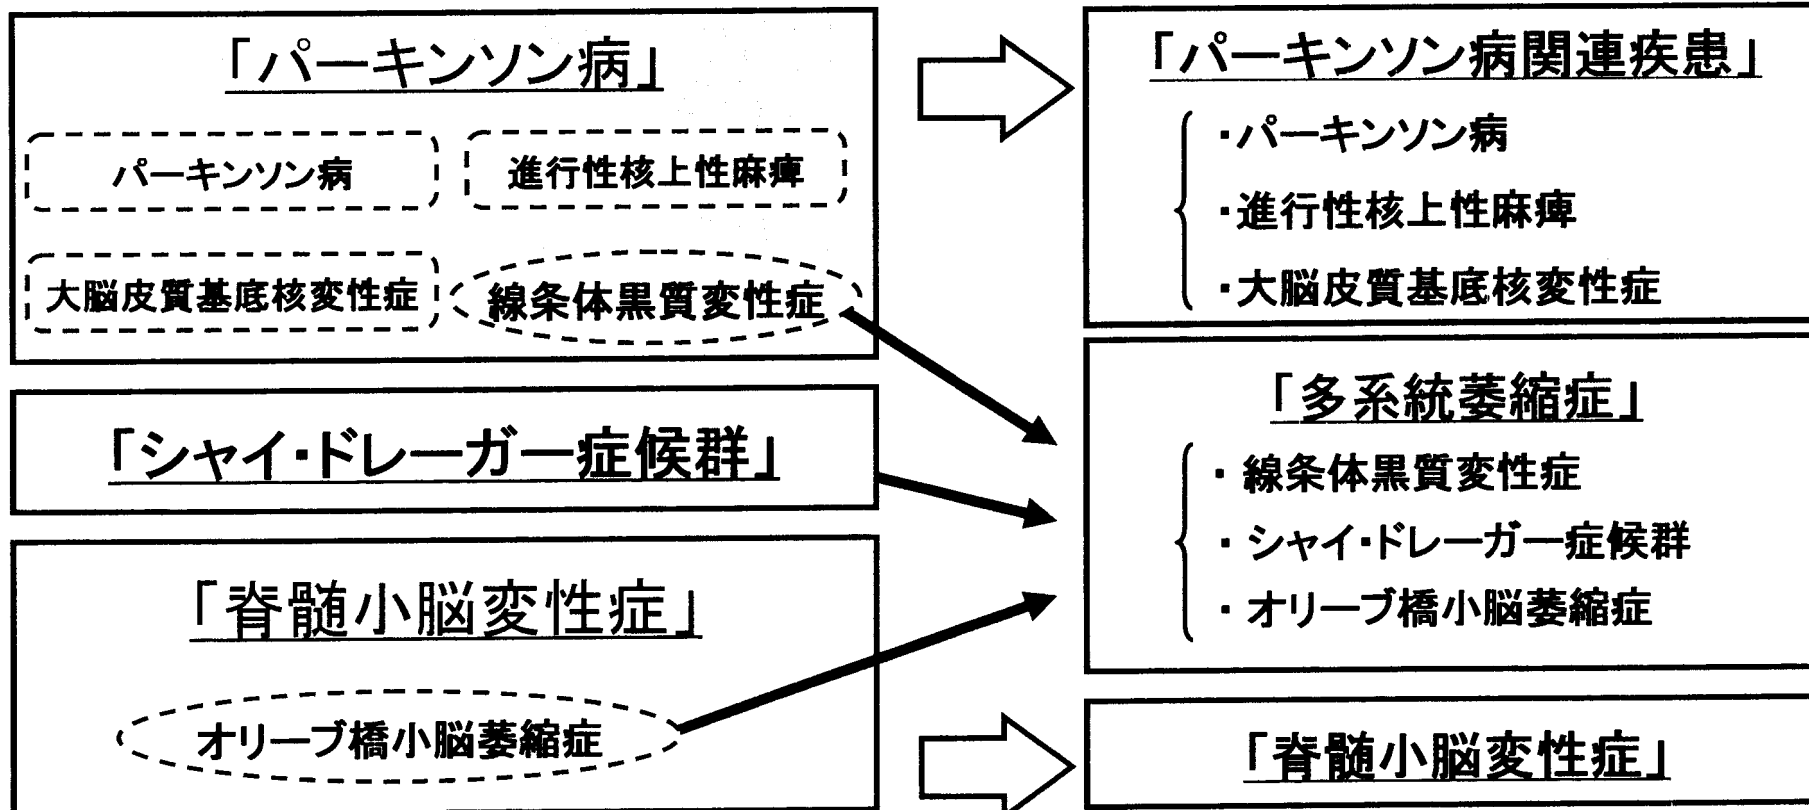 「パーキンソン病」
パーキンソン病
進行性核上性麻痺
大脳皮質基底核変性症
線条体黒質変性症
「シャイ・ドレーガー症候群」
「脊髄小脳変性症」
オリーブ橋小脳萎縮症
「パーキンソン病関連疾患」
・パーキンソン病
・進行性核上性麻痺
・大脳皮質基底核変性症
「多系統萎縮症」
・線条体黒質変性症
・シャイ・ドレーガー症候群
・オリーブ橋小脳萎縮症
「脊髄小脳変性症」